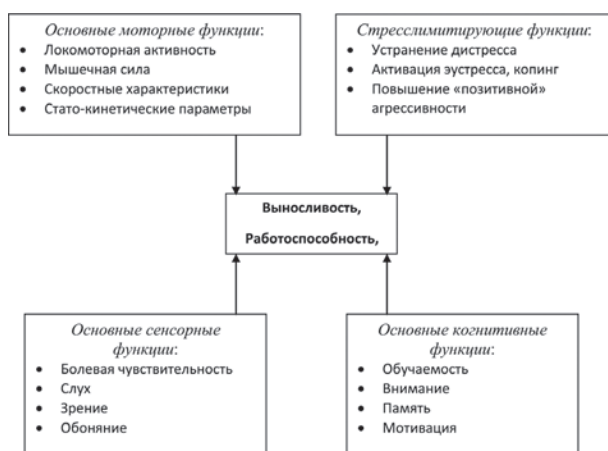 Основные моторные функции:
• Локомоторная активность
• Мышечная сила
• Скоростные характеристики
• Стато-кинетические параметры
Стресслимитирующие функции:
• Устранение дистресса
• Активация эустресса, копинг
• Повышение «позитивной»
агрессивности
Выносливость,
Работоспособность,
Основные сенсорные
функции:
• Болевая чувствительность
• Слух
• Зрение
• Обоняние
Основные когнитивные
функции:
• Обучаемость
• Внимание
• Память
• Мотивация